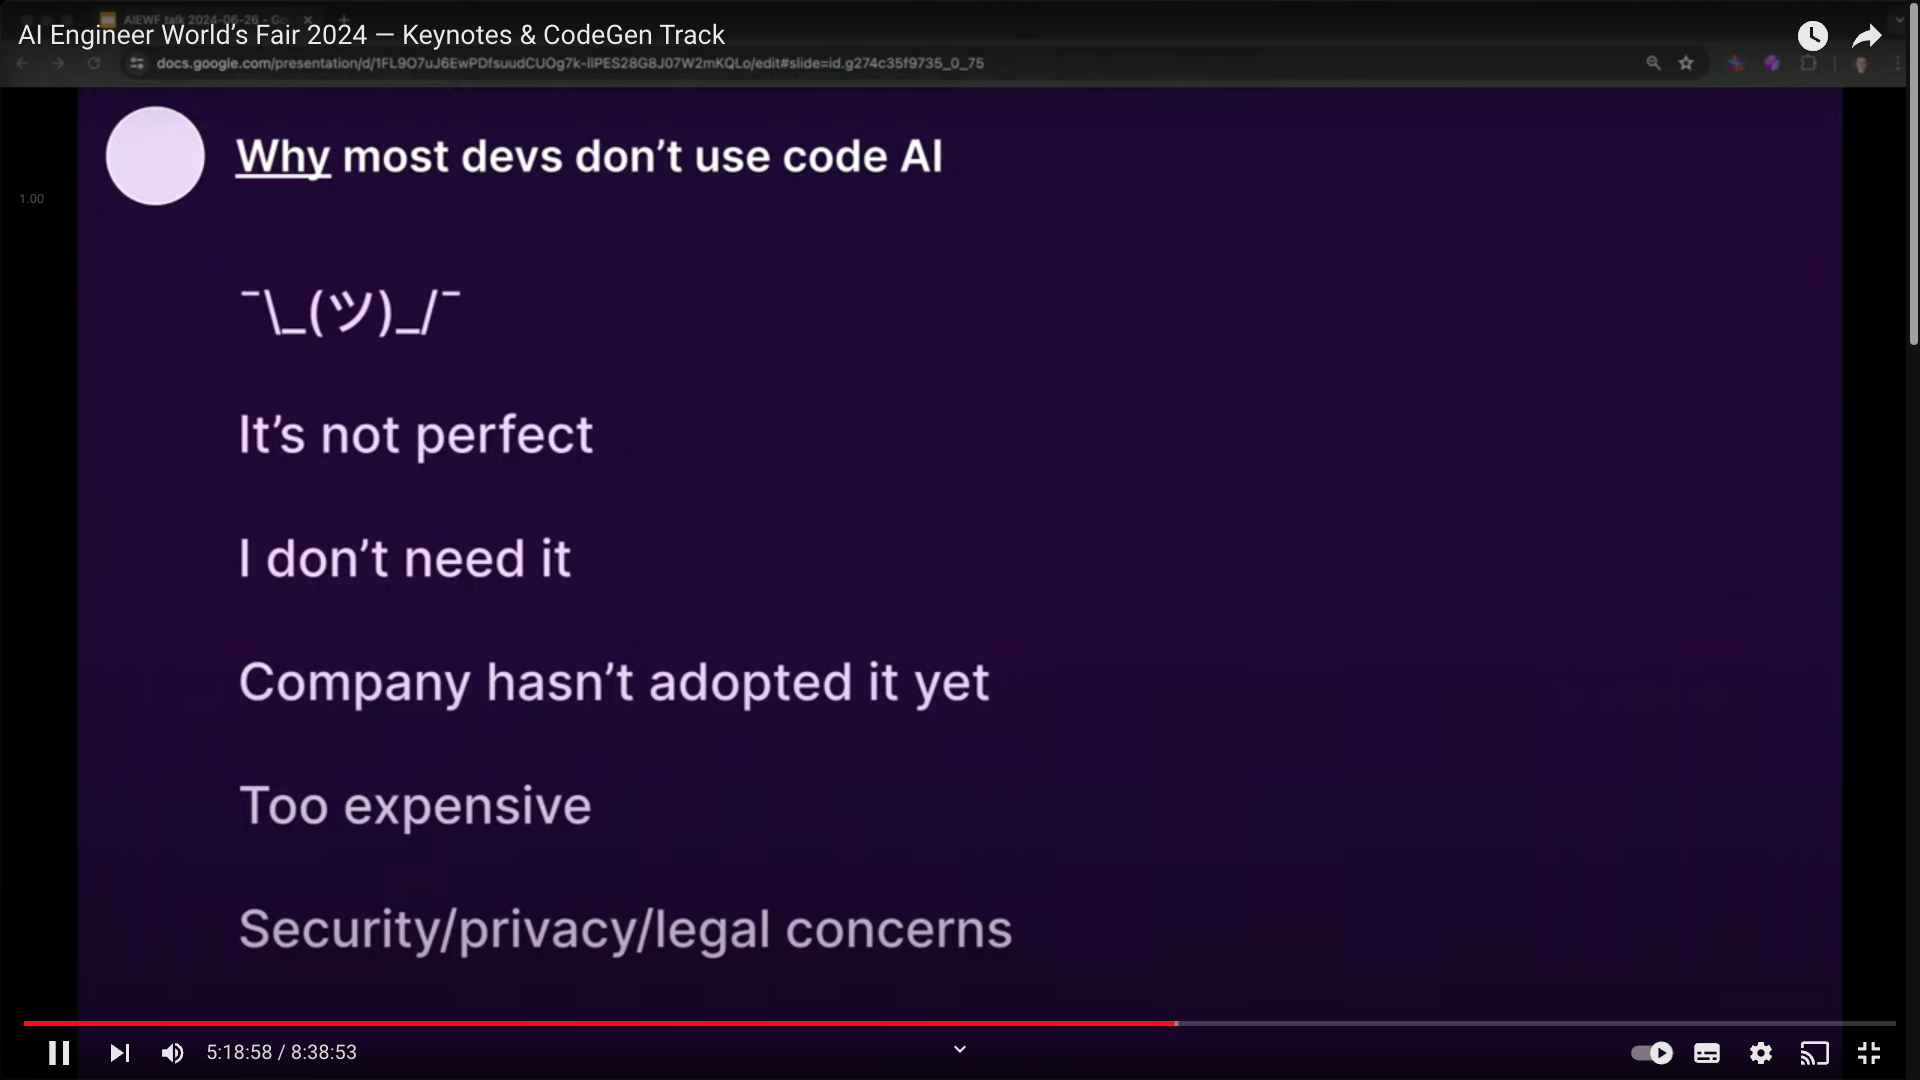 AIEWF talk 2024-06-26 - Go
AI Engineer World’s Fair 2024 — Keynotes & CodeGen Track
docs.google.com/presentation/d/1FL9O7uJ6EwPDfsuudCUOg7k-IlPES28G8J07W2mKQLo/edit#slide=id.g274c35f9735_0_75
Why most devs don’t use code AI
1.00
¯\_(ツ)_/¯
It’s not perfect
I don’t need it
Company hasn’t adopted it yet
Too expensive
Security/privacy/legal concerns
5:18:58 / 8:38:53